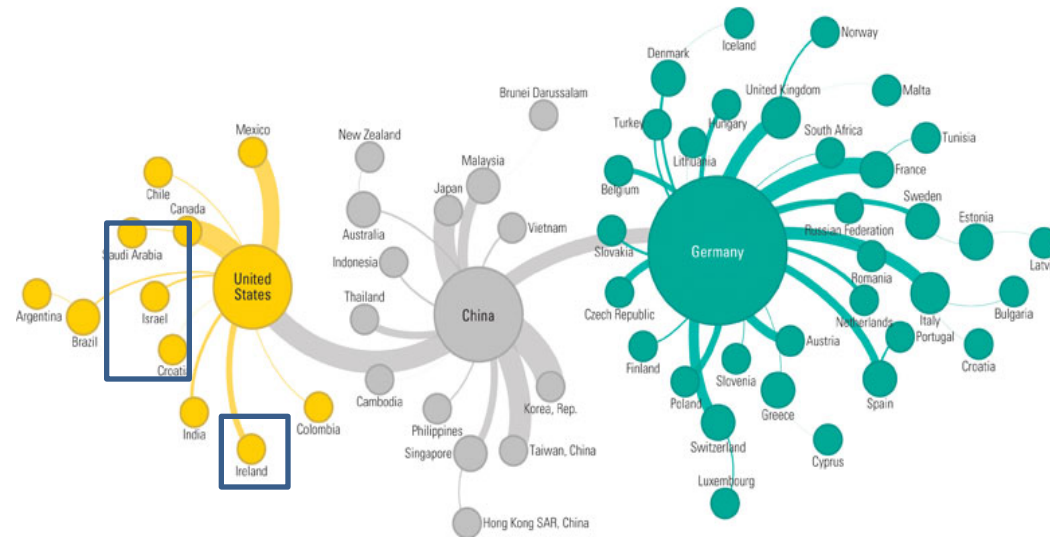 Mexico
Chile
Canada
Saudi Arabia
United
States
Israel
Argentina
Brazil
Croati
India
Ireland
Colombia
Brunei Darussalam
New Zealand
Malaysia
Japan
Australia
Vietnam
Indonesia
Thailand
China
Cambodia
Philippines
Korea, Rep.
Singapore
Taiwan, China
Hong Kong SAR, China
Iceland
Norway
Denmark
United Kingdom
Malta
Turkey
Hungary
South Africa
Tunisia
Lithuania
France
Belgium
Sweden
Russian Federation
Estonia
Latv
Slovakia
Germany
Romania
Czech Republic
Netherlands
Italy
Bulgaria
Portugal
Austria
Finland
Slovenia
Croatia
Poland
Greece
Spain
Switzerland
Cyprus
Luxembourg